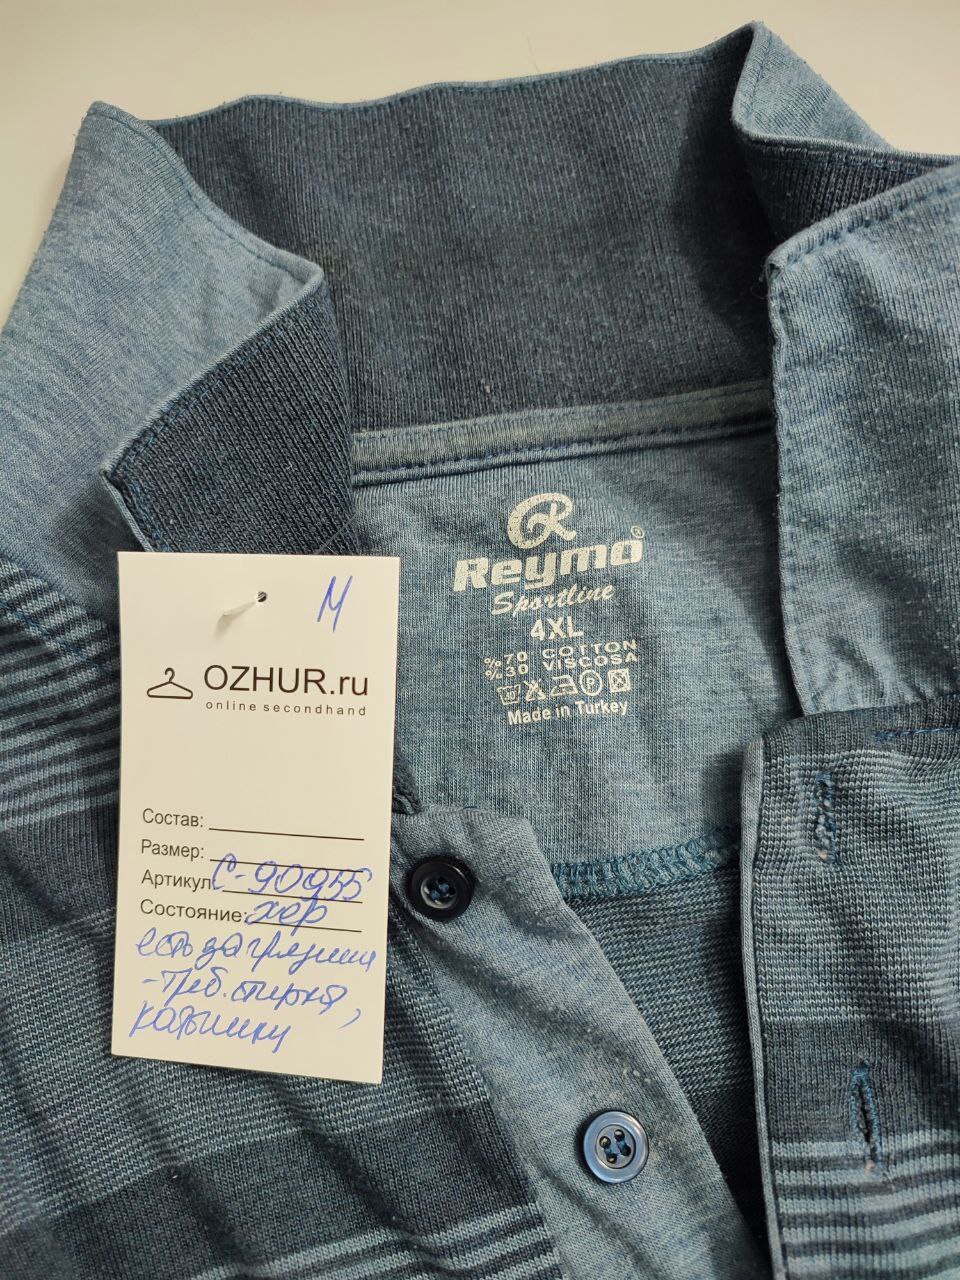 R
Reymo®
Sportline
4XL
%70 COTTON
%30 VISCOSA
Made in Turkey
М
OZHUR.ru
online secondhand
Состав:
Размер:
Артикул: С-90955
Состояние: хор
есть загрязнения
-треб. стирка,
катышки